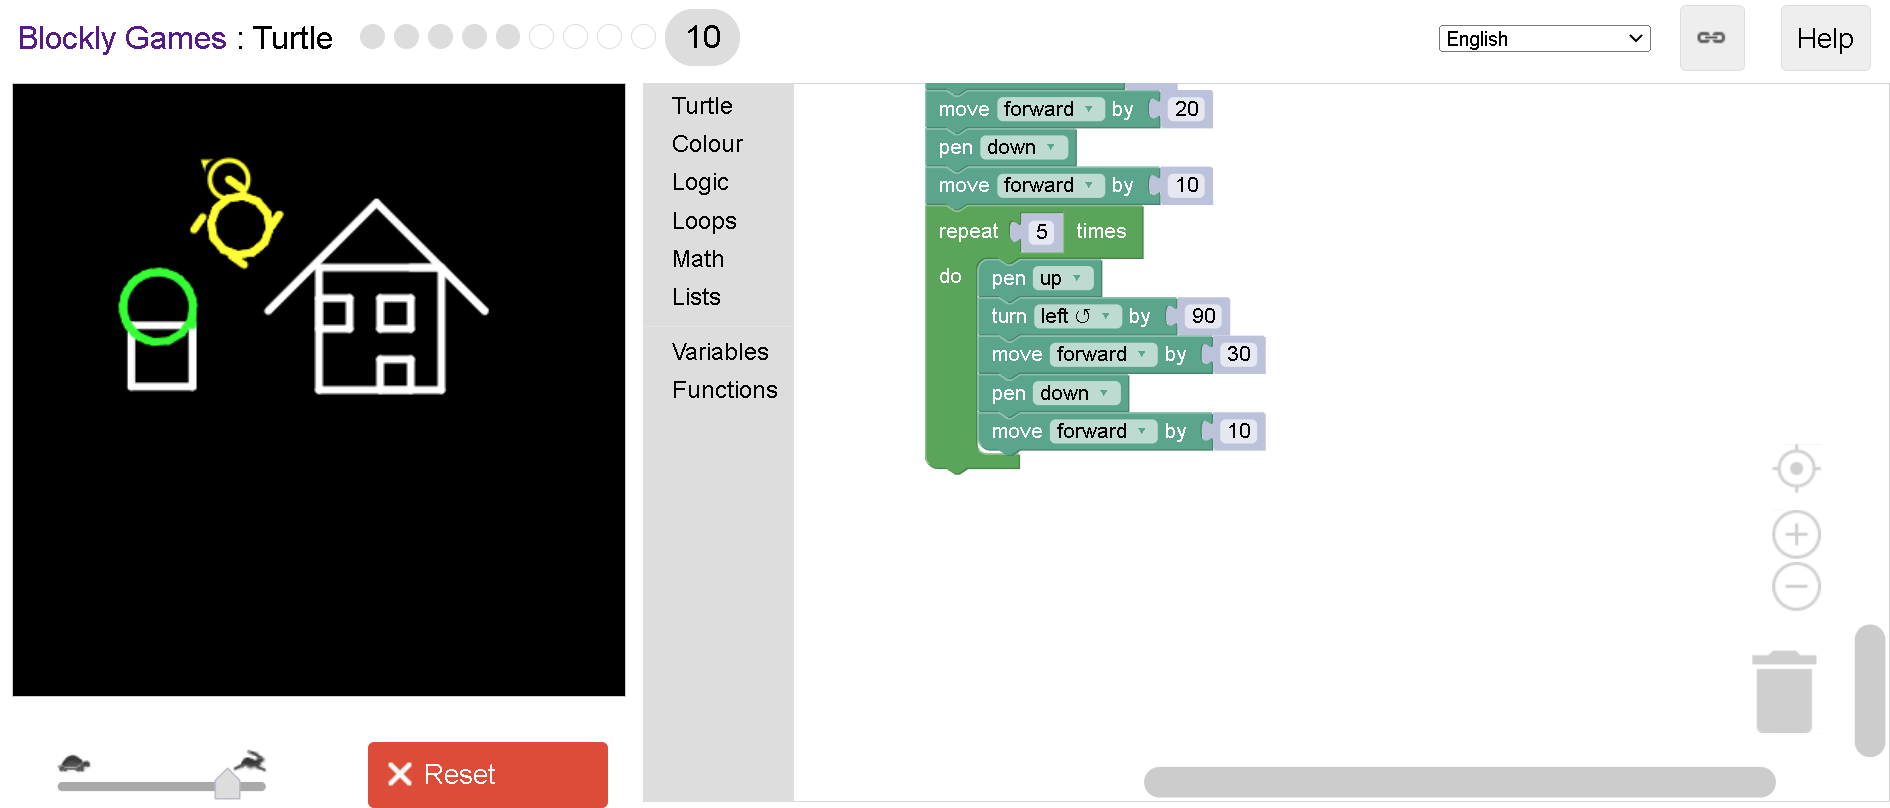 Blockly Games : Turtle
10
English
Help
Turtle
Colour
Logic
Loops
Math
Lists
Variables
Functions
move forward by 20
pen down
move forward by 10
repeat 5 times
do pen up
turn left ↺ by 90
move forward by 30
pen down
move forward by 10
Reset